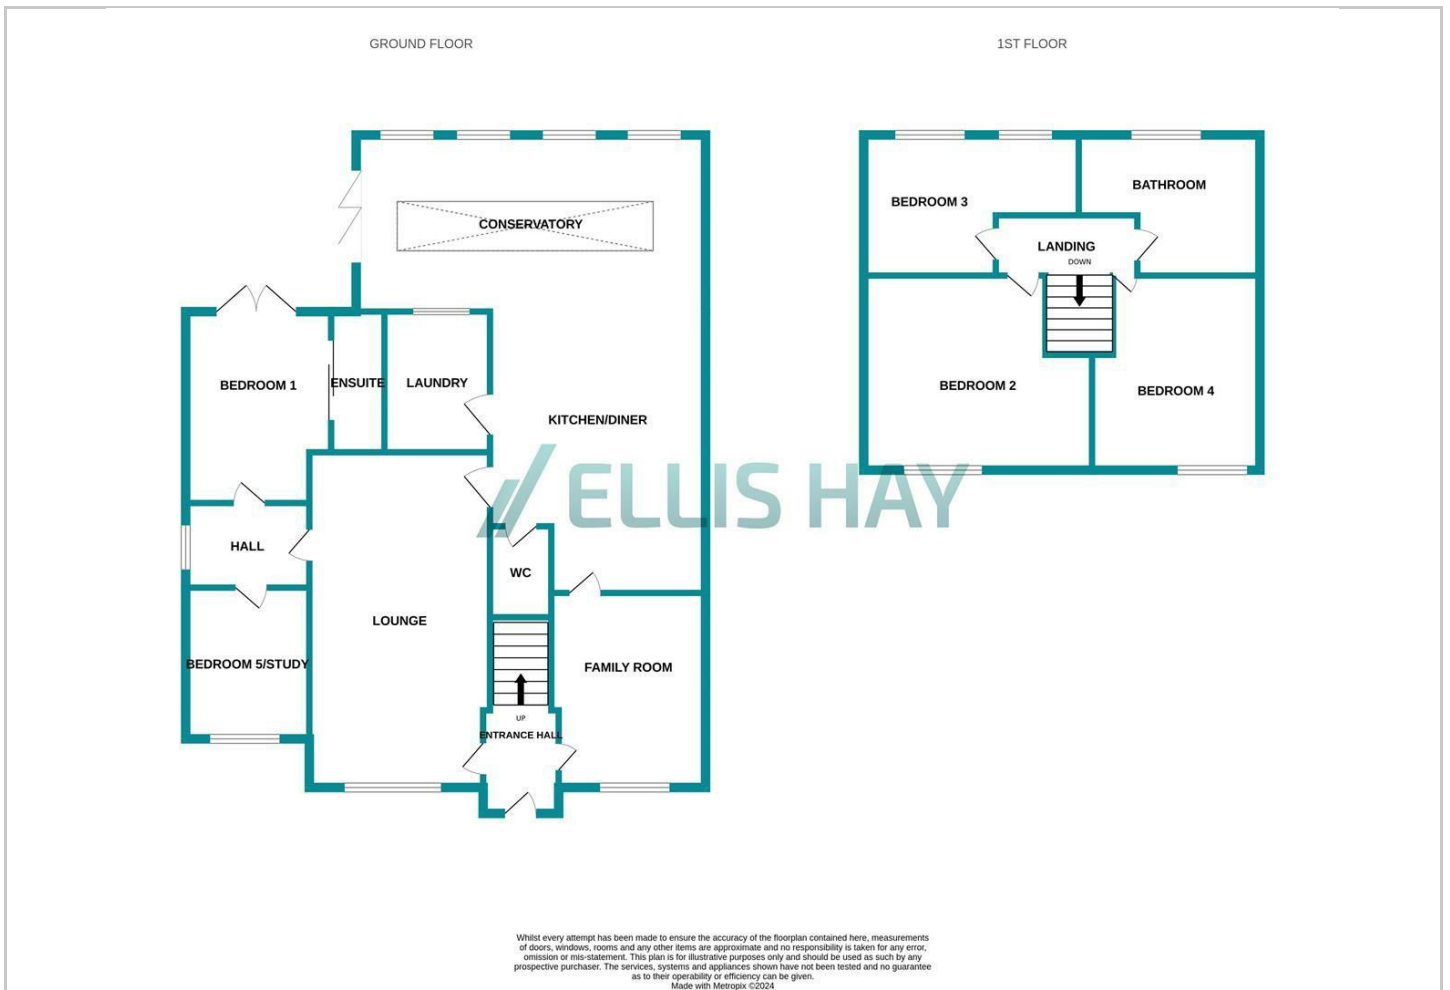 GROUND FLOOR
1ST FLOOR
CONSERVATORY
BEDROOM 1
ENSUITE
LAUNDRY
KITCHEN/DINER
HALL
WC
LOUNGE
BEDROOM 5/STUDY
FAMILY ROOM
UP
ENTRANCE HALL
BEDROOM 3
BATHROOM
LANDING
DOWN
BEDROOM 2
BEDROOM 4
ELLIS HAY
Whilst every attempt has been made to ensure the accuracy of the floorplan contained here, measurements
of doors, windows, rooms and any other items are approximate and no responsibility is taken for any error,
omission or mis-statement. This plan is for illustrative purposes only and should be used as such by any
prospective purchaser. The services, systems and appliances shown have not been tested and no guarantee
as to their operability or efficiency can be given.
Made with Metropix ©2024